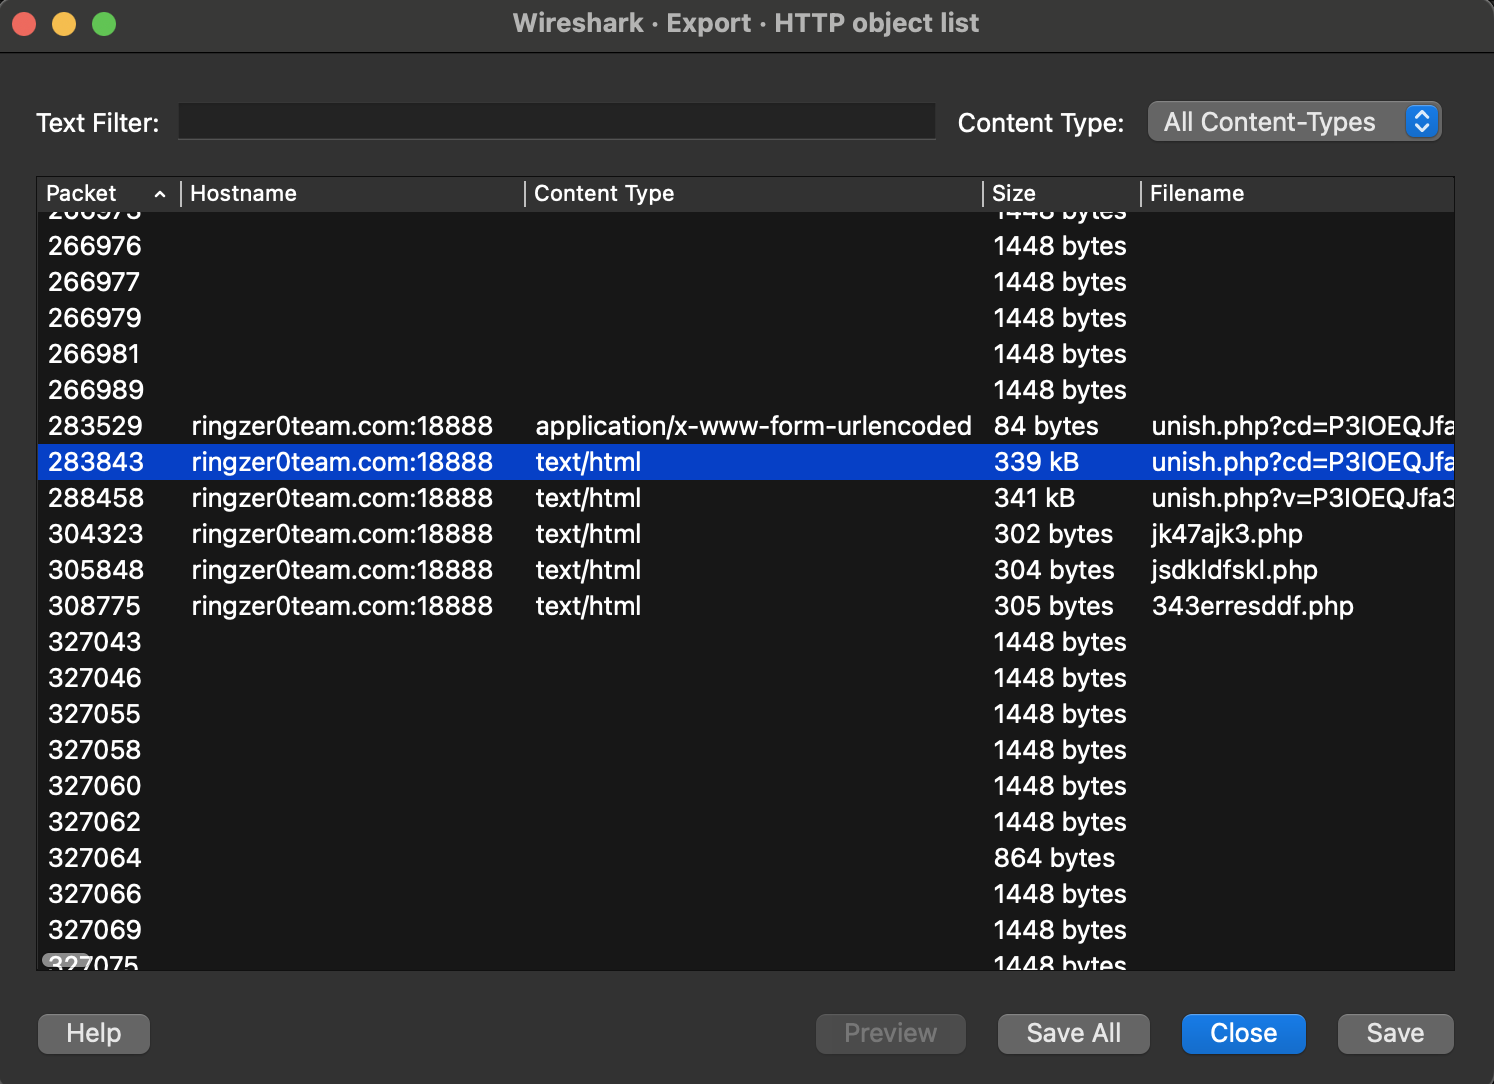 Wireshark · Export · HTTP object list
Text Filter: Content Type: All Content-Types
Packet Hostname Content Type Size Filename
266973 1448 bytes
266976 1448 bytes
266977 1448 bytes
266979 1448 bytes
266981 1448 bytes
266989 1448 bytes
283529 ringzer0team.com:18888 application/x-www-form-urlencoded 84 bytes unish.php?cd=P3IOEQJfa
283843 ringzer0team.com:18888 text/html 339 kB unish.php?cd=P3IOEQJfa
288458 ringzer0team.com:18888 text/html 341 kB unish.php?v=P3IOEQJfa3
304323 ringzer0team.com:18888 text/html 302 bytes jk47ajk3.php
305848 ringzer0team.com:18888 text/html 304 bytes jsdkldfskl.php
308775 ringzer0team.com:18888 text/html 305 bytes 343erresddf.php
327043 1448 bytes
327046 1448 bytes
327055 1448 bytes
327058 1448 bytes
327060 1448 bytes
327062 1448 bytes
327064 864 bytes
327066 1448 bytes
327069 1448 bytes
327075 1448 bytes
Help Preview Save All Close Save